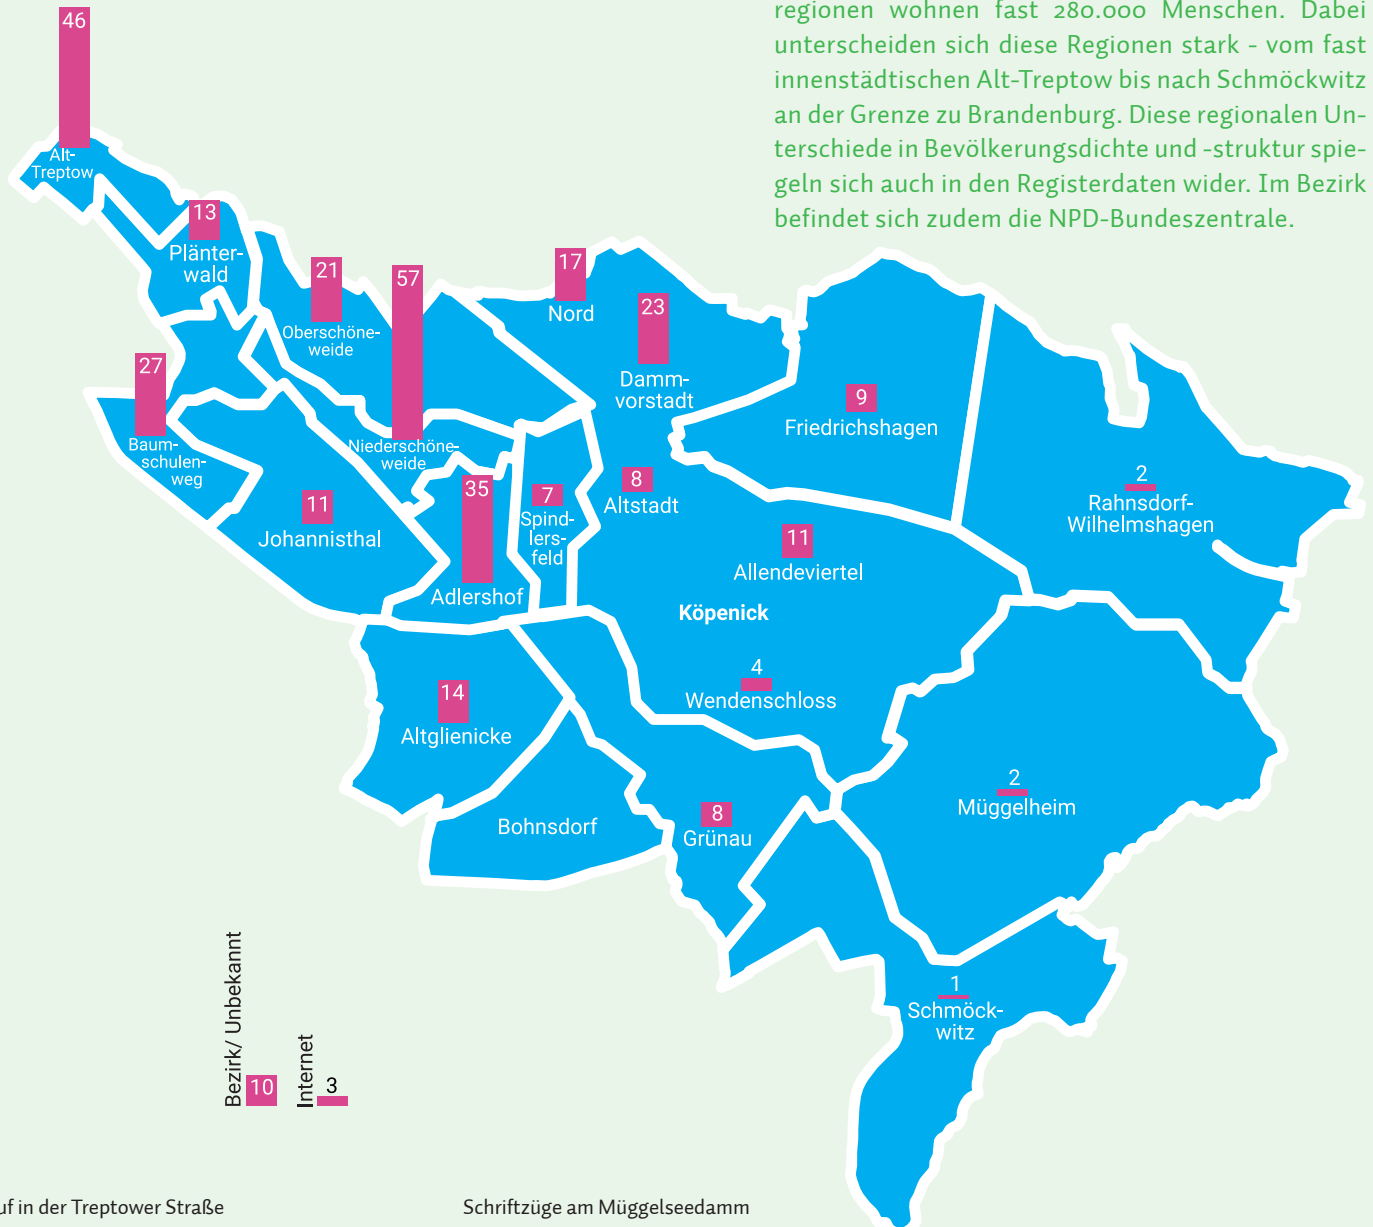 regionen wohnen fast 280.000 Menschen. Dabei
unterscheiden sich diese Regionen stark - vom fast
innenstädtischen Alt-Treptow bis nach Schmöckwitz
an der Grenze zu Brandenburg. Diese regionalen Un-
terschiede in Bevölkerungsdichte und -struktur spie-
geln sich auch in den Registerdaten wider. Im Bezirk
befindet sich zudem die NPD-Bundeszentrale.
46
Alt-
Treptow
13
Plänter-
wald
21
Oberschöne-
weide
57
Niederschöne-
weide
17
Nord
23
Damm-
vorstadt
27
Baum-
schulen-
weg
9
Friedrichshagen
2
Rahnsdorf-
Wilhelmshagen
11
Johannisthal
35
Adlershof
7
Spind-
lers-
feld
8
Altstadt
11
Allendeviertel
Köpenick
4
Wendenschloss
14
Altglienicke
Bohnsdorf
8
Grünau
2
Müggelheim
1
Schmöck-
witz
Bezirk/ Unbekannt
10
Internet
3
uf in der Treptower Straße
Schriftzüge am Müggelseedamm